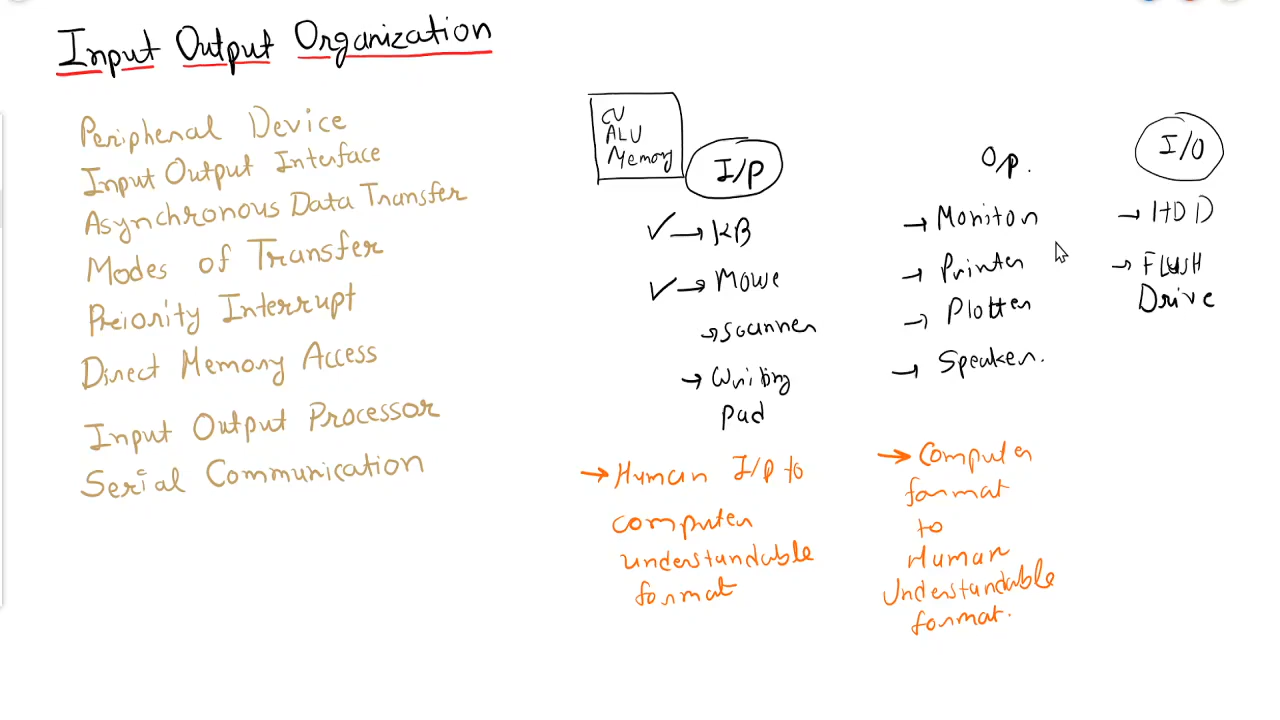 Input Output Organization
Peripheral Device
Input Output Interface
Asynchronous Data Transfer
Modes of Transfer
Priority Interrupt
Direct Memory Access
Input Output Processor
Serial Communication
CU
ALU
Memory
I/P
→ KB
→ Mouse
→ Scanner
→ Writing
Pad
→ Human I/P to
computer
understandable
format
O/p.
→ Monitor
→ Printer
→ Plotter
→ Speaker.
→ Computer
format
to
Human
Understandable
format.
I/O
→ HDD
→ FLASH
Drive